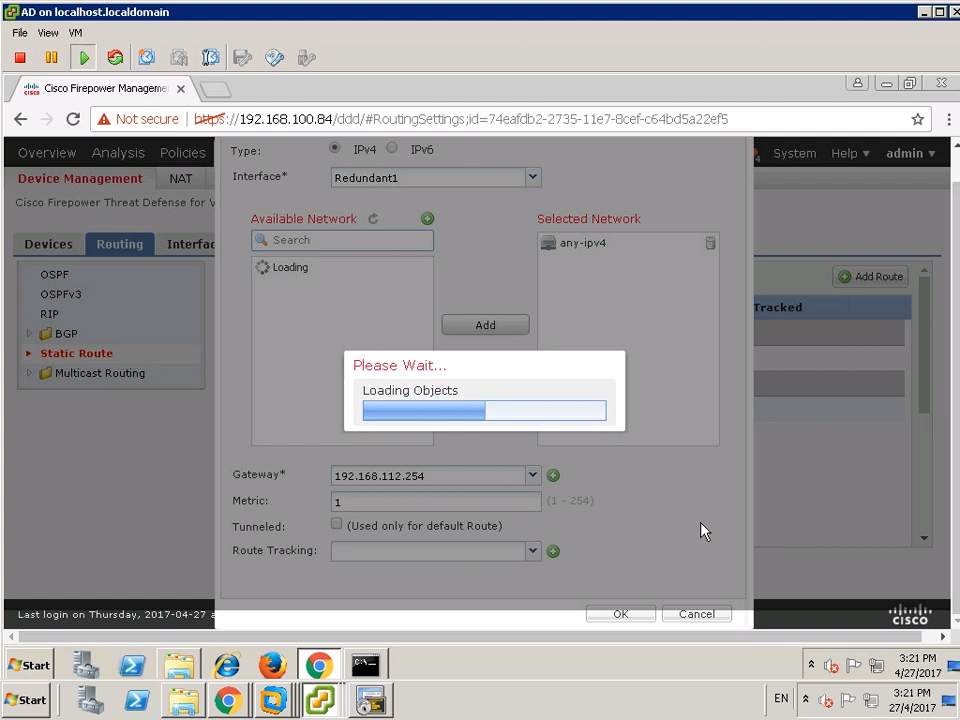 AD on localhost.localdomain
File View VM
Cisco Firepower Manageme
Not secure https://192.168.100.84/ddd/#RoutingSettings;id=74eafdb2-2735-11e7-8cef-c64bd5a22ef5
Overview Analysis Policies
4 System Help admin
Device Management NAT
Cisco Firepower Threat Defense for V
Devices Routing Interfac
OSPF
OSPFv3
RIP
BGP
Static Route
Multicast Routing
Type: IPv4 IPv6
Interface* Redundant1
Available Network
Search
Loading
Add
Selected Network
any-ipv4
Add Route
Tracked
Please Wait...
Loading Objects
Gateway* 192.168.112.254
Metric: 1 (1 - 254)
Tunneled: (Used only for default Route)
Route Tracking:
OK Cancel
Last login on Thursday, 2017-04-27 a
CISCO
Start
3:21 PM
4/27/2017
Start
EN
3:21 PM
27/4/2017